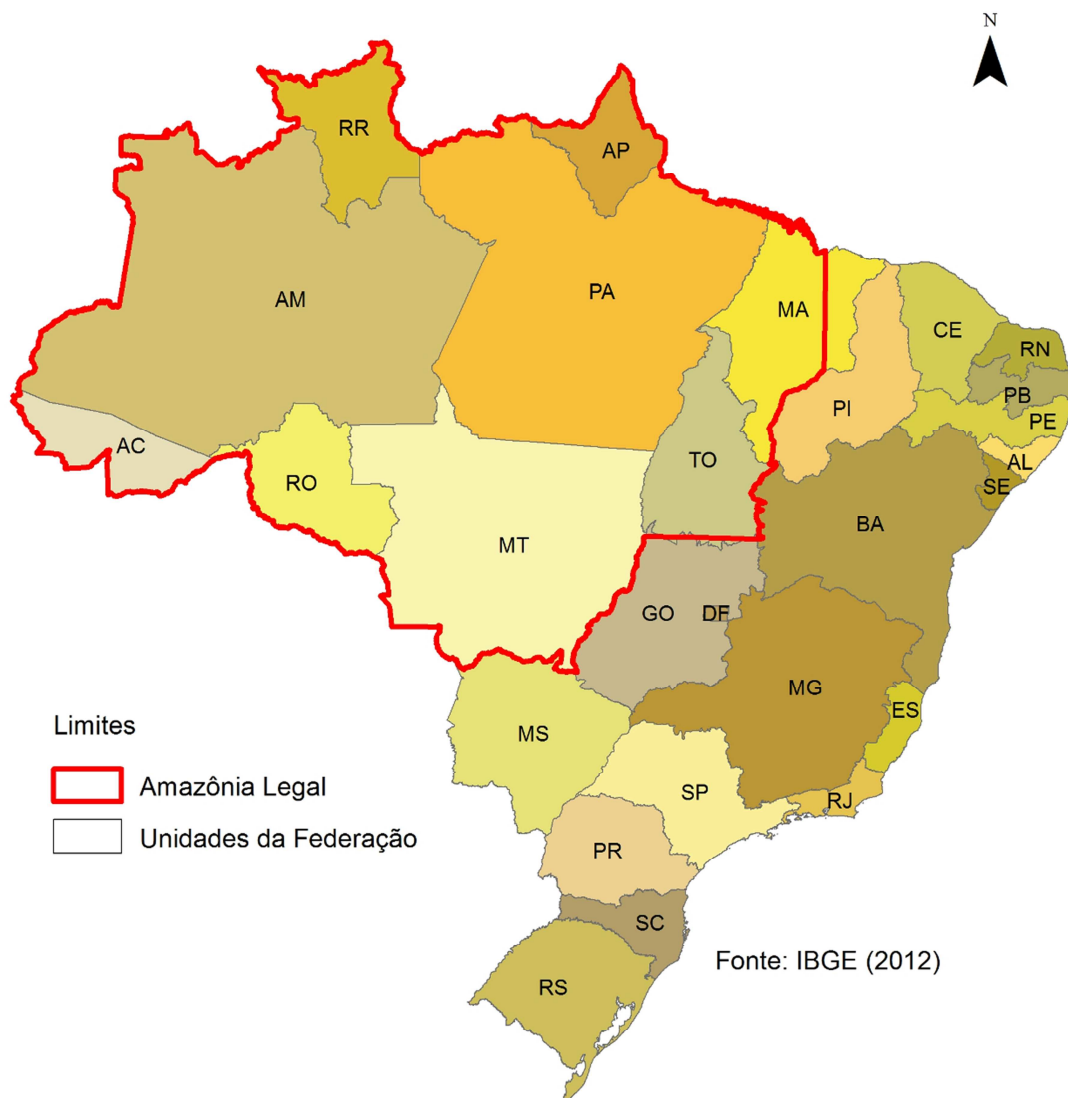 N
RR
AP
AM
PA
MA
CE
RN
PB
PI
PE
AC
TO
AL
RO
SE
BA
MT
GO
DF
MG
ES
MS
Limites
Amazônia Legal
SP
RJ
Unidades da Federação
PR
SC
Fonte: IBGE (2012)
RS